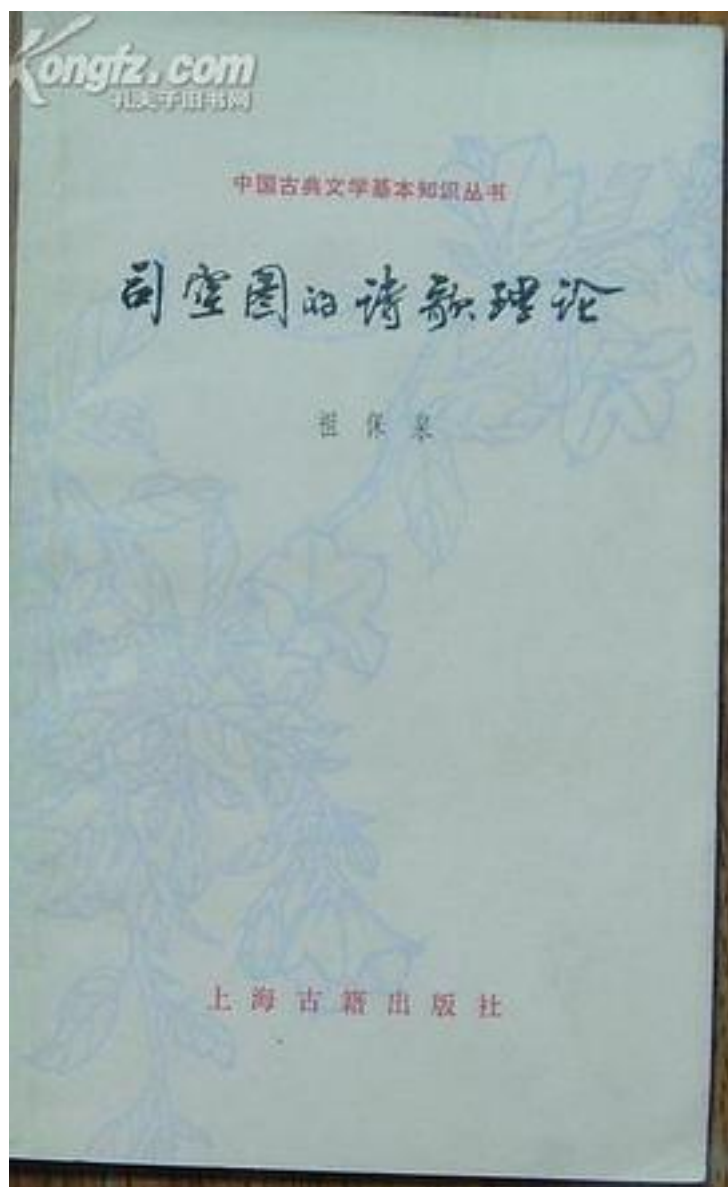 Kongfz.com
孔夫子旧书网
中国古典文学基本知识丛书
司空图的诗歌理论
祖保泉
上海古籍出版社